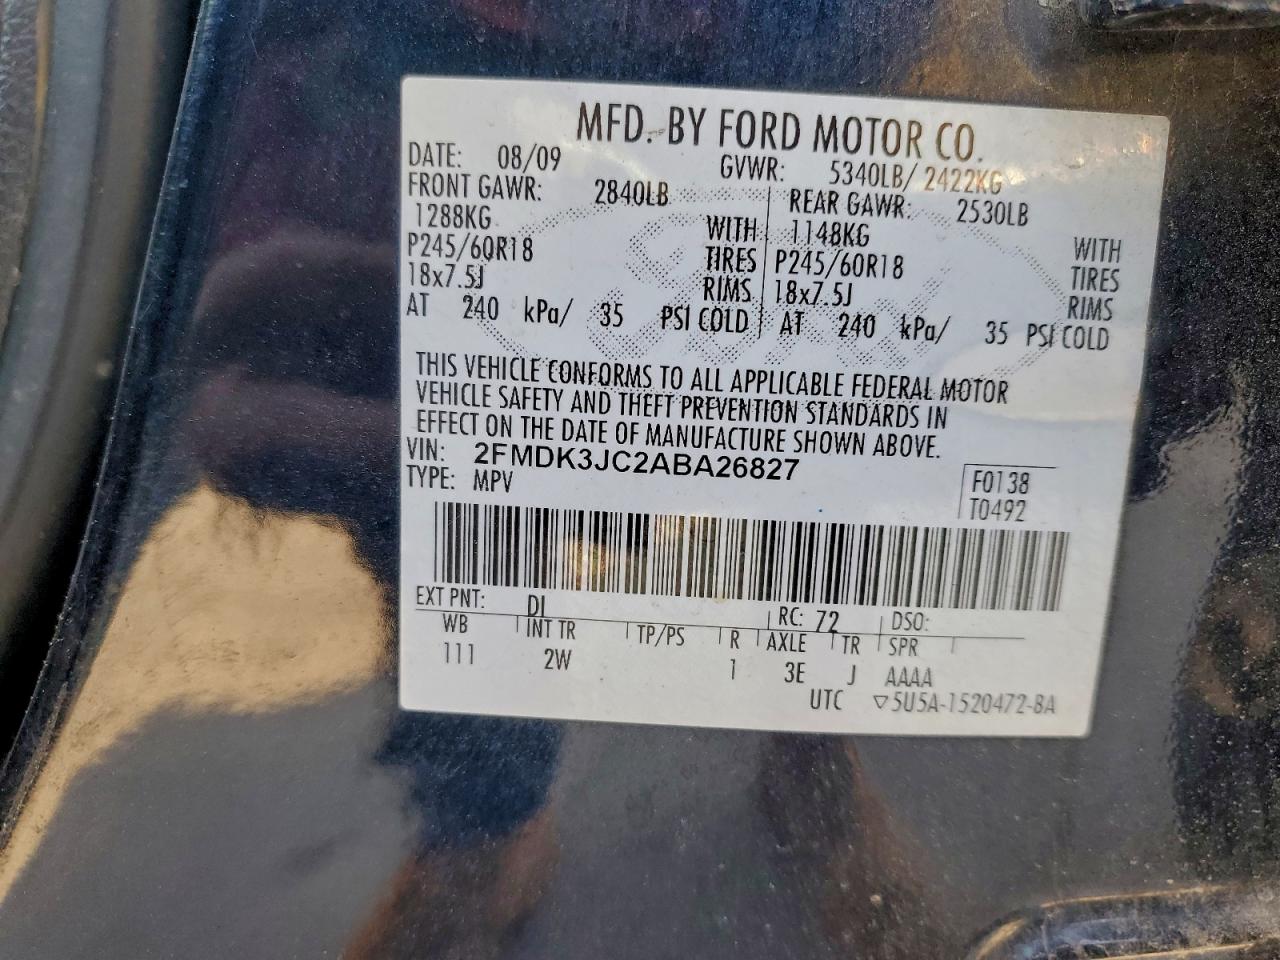 MFD. BY FORD MOTOR CO.
DATE: 08/09 GVWR: 5340LB/ 2422KG
FRONT GAWR: 2840LB REAR GAWR: 2530LB
1288KG WITH 1148KG WITH
P245/60R18 TIRES P245/60R18 TIRES
18x7.5J RIMS 18x7.5J RIMS
AT 240 kPa/ 35 PSI COLD AT 240 kPa/ 35 PSI COLD
THIS VEHICLE CONFORMS TO ALL APPLICABLE FEDERAL MOTOR
VEHICLE SAFETY AND THEFT PREVENTION STANDARDS IN
EFFECT ON THE DATE OF MANUFACTURE SHOWN ABOVE.
VIN: 2FMDK3JC2ABA26827
TYPE: MPV
F0138
T0492
EXT PNT: DL RC: 72 DSO:
WB INT TR TP/PS R AXLE TR SPR
111 2W 1 3E J AAAA
UTC ▽5U5A-1520472-BA